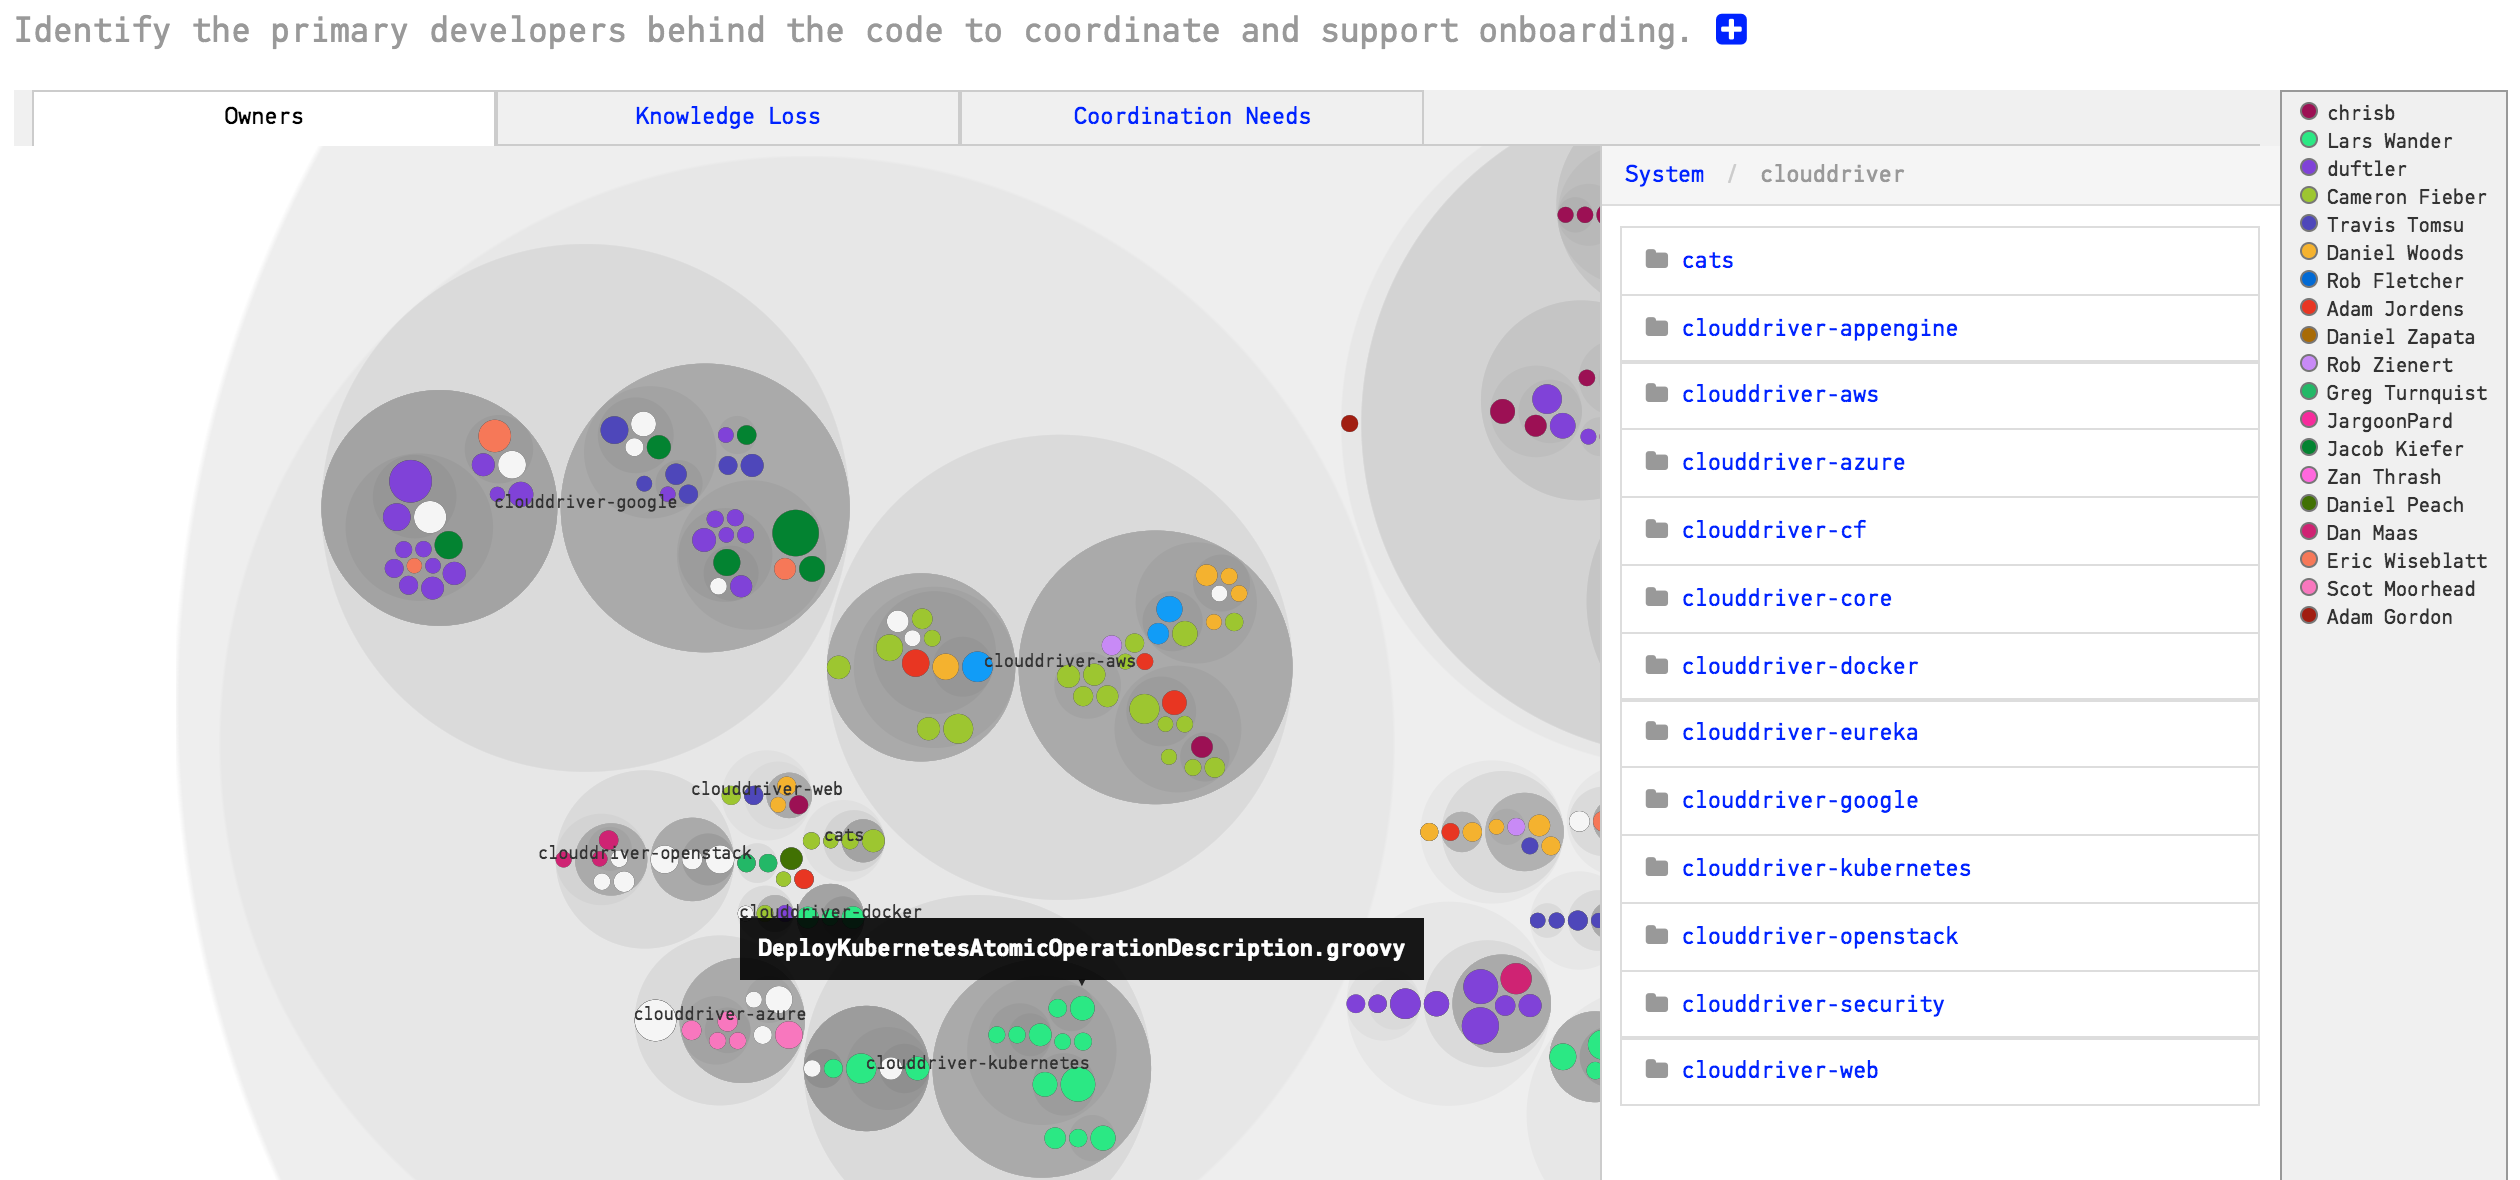 Identify the primary developers behind the code to coordinate and support onboarding.
Owners
Knowledge Loss
Coordination Needs
clouddriver-google
clouddriver-aws
clouddriver-web
cats
clouddriver-openstack
clouddriver-docker
DeployKubernetesAtomicOperationDescription.groovy
clouddriver-azure
clouddriver-kubernetes
System / clouddriver
cats
clouddriver-appengine
clouddriver-aws
clouddriver-azure
clouddriver-cf
clouddriver-core
clouddriver-docker
clouddriver-eureka
clouddriver-google
clouddriver-kubernetes
clouddriver-openstack
clouddriver-security
clouddriver-web
chrisb
Lars Wander
duftler
Cameron Fieber
Travis Tomsu
Daniel Woods
Rob Fletcher
Adam Jordens
Daniel Zapata
Rob Zienert
Greg Turnquist
JargoonPard
Jacob Kiefer
Zan Thrash
Daniel Peach
Dan Maas
Eric Wiseblatt
Scot Moorhead
Adam Gordon